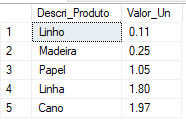 Descri_Produto Valor_Un
1 Linho 0.11
2 Madeira 0.25
3 Papel 1.05
4 Linha 1.80
5 Cano 1.97